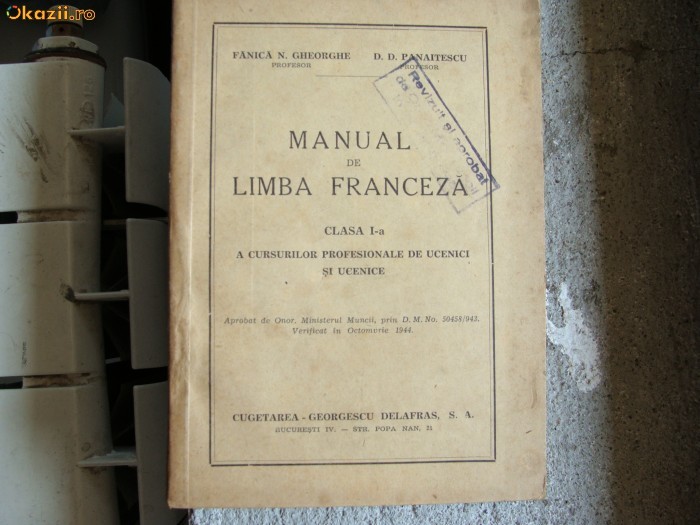 Okazii.ro
FĂNICĂ N. GHEORGHE D. D. PANAITESCU
PROFESOR PROFESOR
Revizuit și aprobat
MANUAL
DE
LIMBA FRANCEZĂ
CLASA I-a
A CURSURILOR PROFESIONALE DE UCENICI
ȘI UCENICE
Aprobat de Onor. Ministerul Muncii, prin D. M. No. 50458/943.
Verificat în Octomvrie 1944.
CUGETAREA - GEORGESCU DELAFRAS, S. A.
BUCUREȘTI IV. — STR. POPA NAN, 21